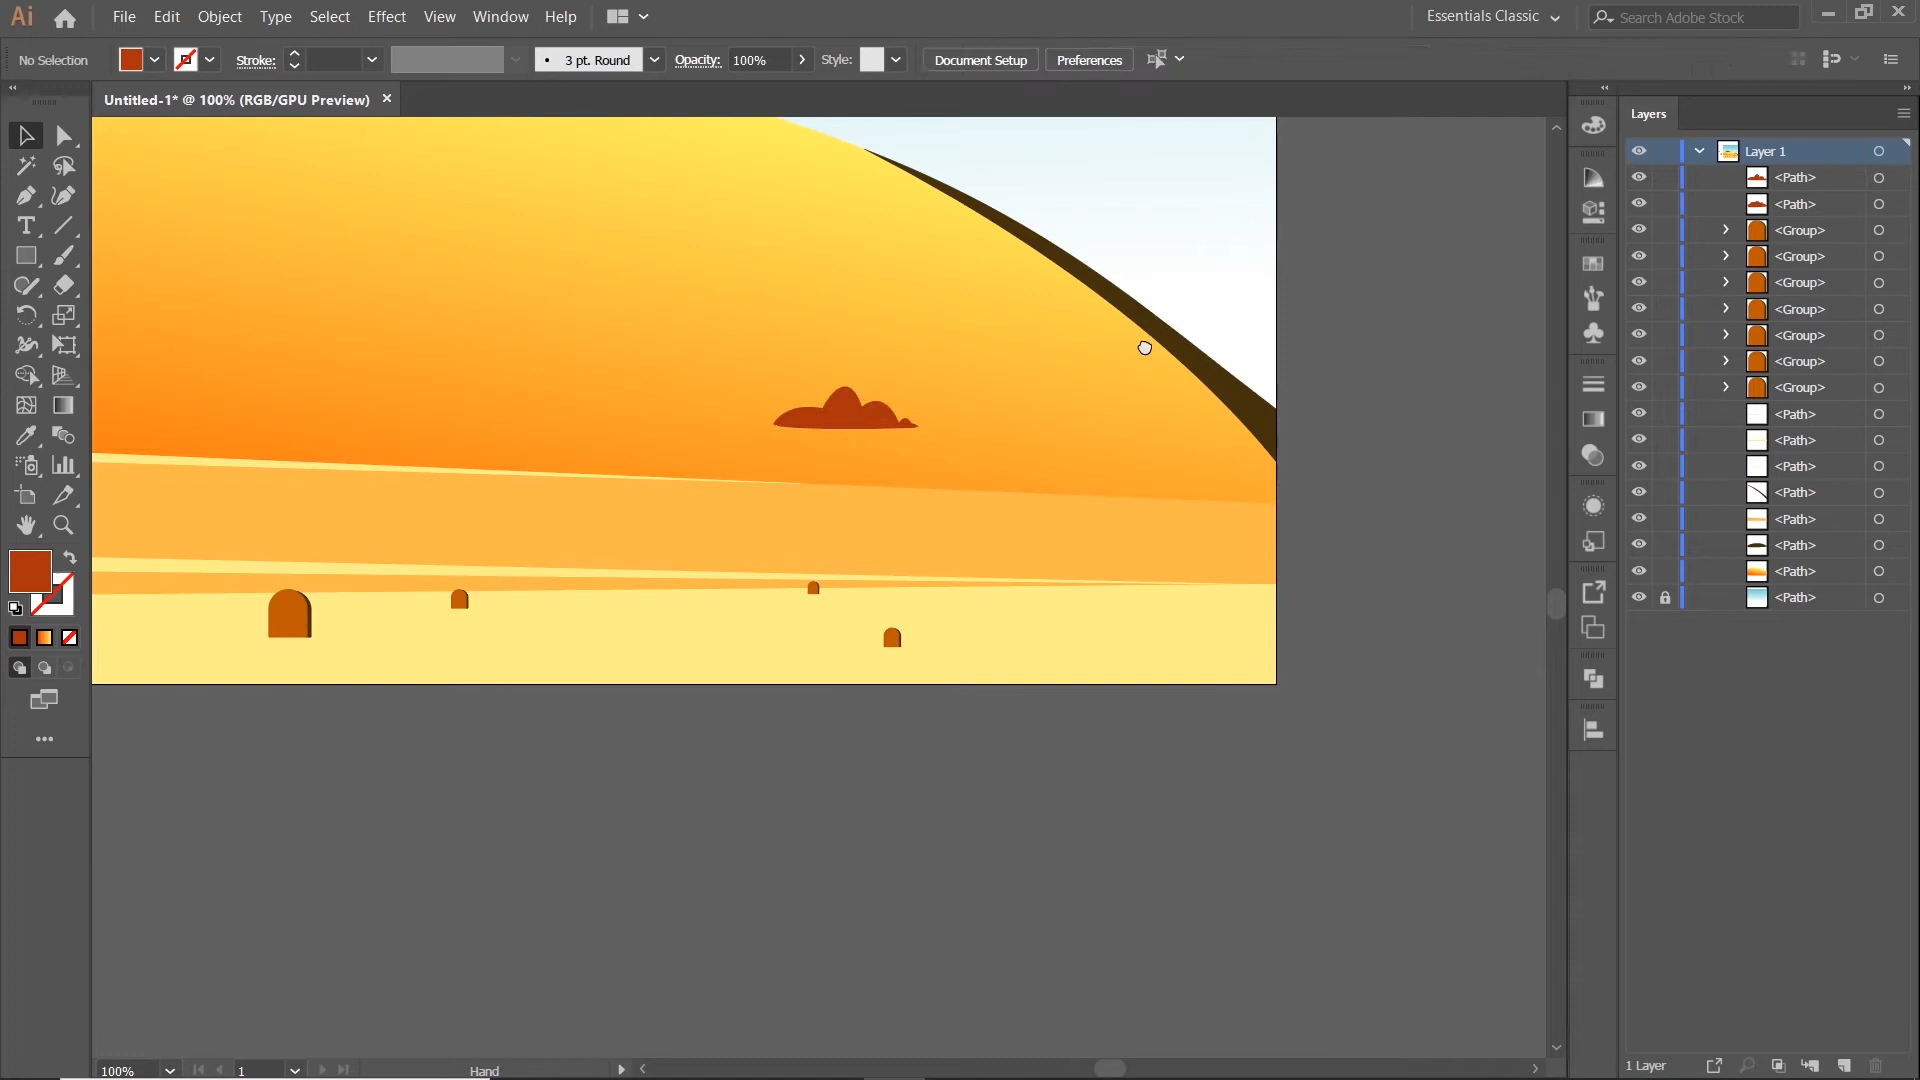 Ai File Edit Object Type Select Effect View Window Help Essentials Classic Search Adobe Stock
No Selection Stroke: 3 pt. Round Opacity: 100% Style: Document Setup Preferences
Untitled-1* @ 100% (RGB/GPU Preview)
Layers
Layer 1
<Path>
<Path>
<Group>
<Group>
<Group>
<Group>
<Group>
<Group>
<Group>
<Path>
<Path>
<Path>
<Path>
<Path>
<Path>
<Path>
<Path>
100% 1 Hand
1 Layer